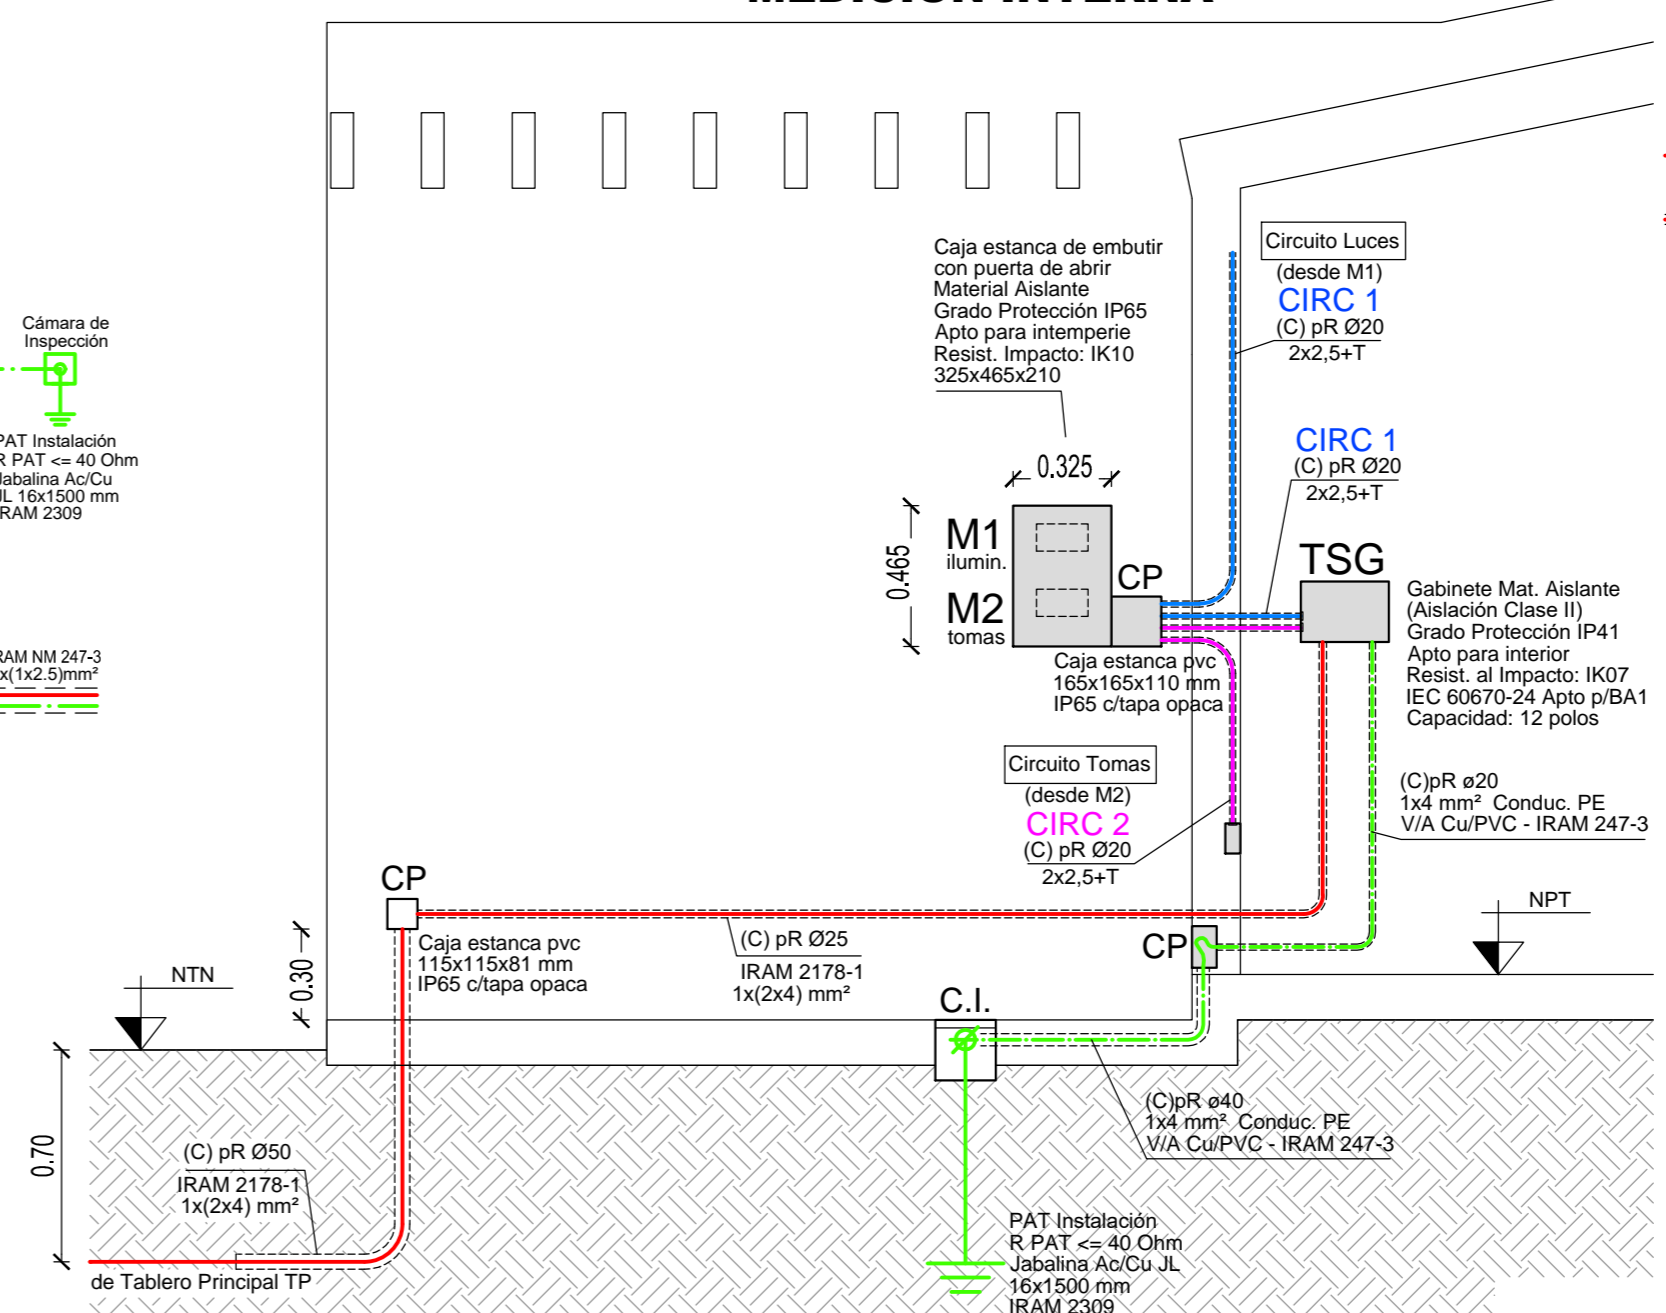 MEDICIÓN INTERNA
Caja estanca de embutir
con puerta de abrir
Material Aislante
Grado Protección IP65
Apto para intemperie
Resist. Impacto: IK10
325x465x210
Circuito Luces
(desde M1)
CIRC 1
(C) pR Ø20
2x2,5+T
Cámara de
Inspección
PAT Instalación
R PAT <= 40 Ohm
Jabalina Ac/Cu
JL 16x1500 mm
IRAM 2309
CIRC 1
(C) pR Ø20
2x2,5+T
0.325
0.465
M1
ilumin.
M2
tomas
CP
TSG
Gabinete Mat. Aislante
(Aislación Clase II)
Grado Protección IP41
Apto para interior
Resist. al Impacto: IK07
IEC 60670-24 Apto p/BA1
Capacidad: 12 polos
IRAM NM 247-3
x(1x2.5)mm²
Caja estanca pvc
165x165x110 mm
IP65 c/tapa opaca
Circuito Tomas
(desde M2)
CIRC 2
(C) pR Ø20
2x2,5+T
(C)pR ø20
1x4 mm² Conduc. PE
V/A Cu/PVC - IRAM 247-3
CP
Caja estanca pvc
115x115x81 mm
IP65 c/tapa opaca
(C) pR Ø25
IRAM 2178-1
1x(2x4) mm²
CP
NPT
NTN
0.30
C.I.
0.70
(C) pR Ø50
IRAM 2178-1
1x(2x4) mm²
(C)pR ø40
1x4 mm² Conduc. PE
V/A Cu/PVC - IRAM 247-3
de Tablero Principal TP
PAT Instalación
R PAT <= 40 Ohm
Jabalina Ac/Cu JL
16x1500 mm
IRAM 2309